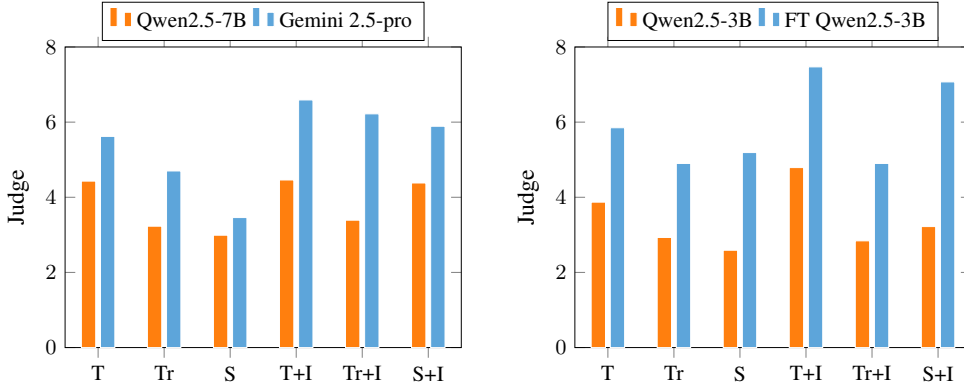 Qwen2.5-7B Gemini 2.5-pro
8
6
4
2
0
Judge
T Tr S T+I Tr+I S+I
Qwen2.5-3B FT Qwen2.5-3B
8
6
4
2
0
Judge
T Tr S T+I Tr+I S+I